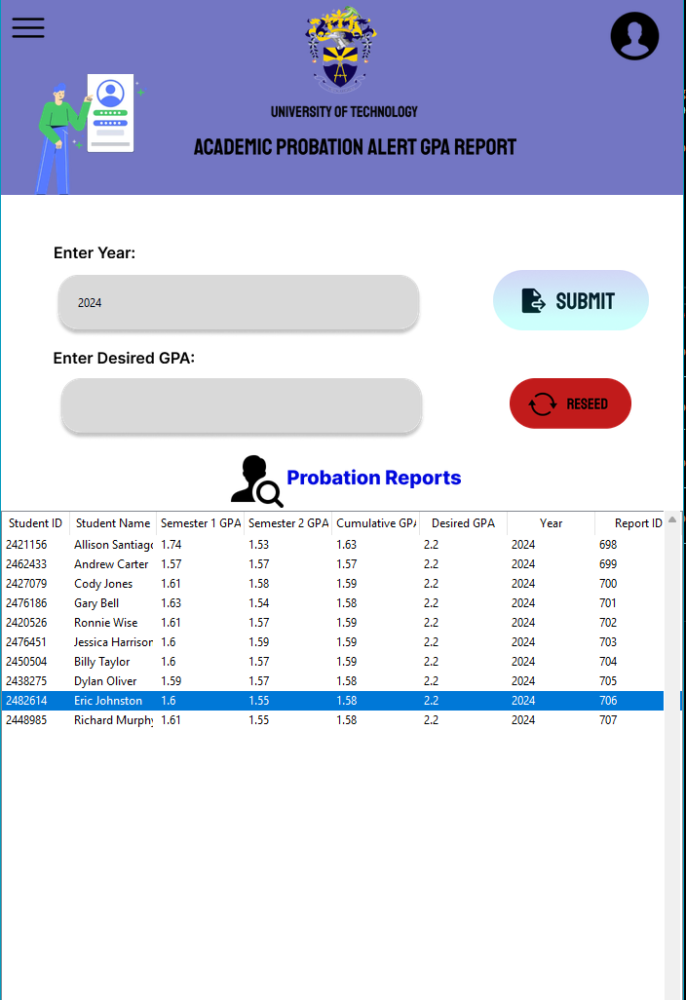 UNIVERSITY OF TECHNOLOGY
ACADEMIC PROBATION ALERT GPA REPORT
Enter Year:
2024
SUBMIT
Enter Desired GPA:
RESEED
Probation Reports
Student ID Student Name Semester 1 GPA Semester 2 GPA Cumulative GPA Desired GPA Year Report ID
2421156 Allison Santiago 1.74 1.53 1.63 2.2 2024 698
2462433 Andrew Carter 1.57 1.57 1.57 2.2 2024 699
2427079 Cody Jones 1.61 1.58 1.59 2.2 2024 700
2476186 Gary Bell 1.63 1.54 1.58 2.2 2024 701
2420526 Ronnie Wise 1.61 1.57 1.59 2.2 2024 702
2476451 Jessica Harrison 1.6 1.59 1.59 2.2 2024 703
2450504 Billy Taylor 1.6 1.57 1.59 2.2 2024 704
2438275 Dylan Oliver 1.59 1.57 1.58 2.2 2024 705
2482614 Eric Johnston 1.6 1.55 1.58 2.2 2024 706
2448985 Richard Murphy 1.61 1.55 1.58 2.2 2024 707